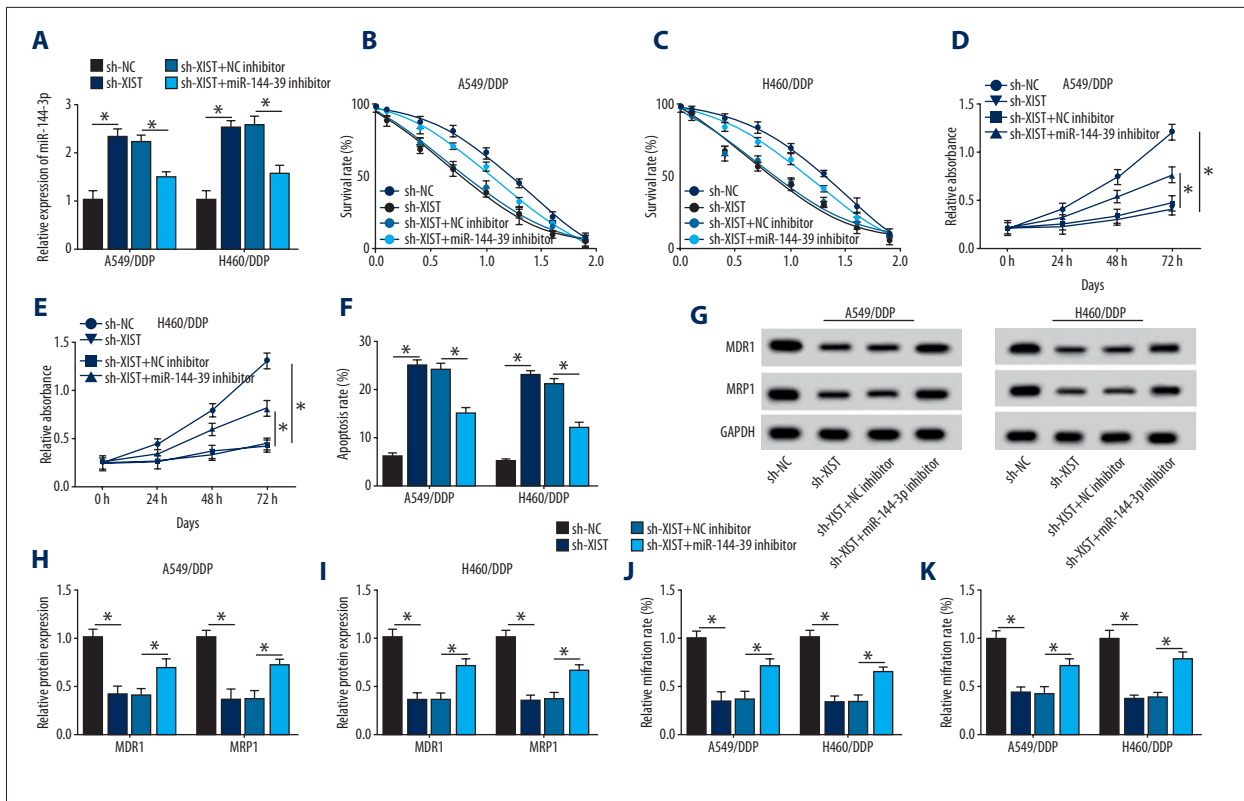 A
sh-NC
sh-XIST
sh-XIST+NC inhibitor
sh-XIST+miR-144-39 inhibitor
Relative expression of miR-144-3p
3
2
1
0
*
*
*
*
A549/DDP
H460/DDP
B
A549/DDP
Survival rate (%)
100
50
0
sh-NC
sh-XIST
sh-XIST+NC inhibitor
sh-XIST+miR-144-39 inhibitor
0.0
0.5
1.0
1.5
2.0
C
H460/DDP
Survival rate (%)
100
50
0
sh-NC
sh-XIST
sh-XIST+NC inhibitor
sh-XIST+miR-144-39 inhibitor
0.0
0.5
1.0
1.5
2.0
D
A549/DDP
sh-NC
sh-XIST
sh-XIST+NC inhibitor
sh-XIST+miR-144-39 inhibitor
Relative absorbance
1.5
1.0
0.5
0.0
*
*
0 h
24 h
48 h
72 h
Days
E
H460/DDP
sh-NC
sh-XIST
sh-XIST+NC inhibitor
sh-XIST+miR-144-39 inhibitor
Relative absorbance
1.5
1.0
0.5
0.0
*
*
0 h
24 h
48 h
72 h
Days
F
Apoptosis rate (%)
30
20
10
0
*
*
*
*
A549/DDP
H460/DDP
G
A549/DDP
H460/DDP
MDR1
MRP1
GAPDH
sh-NC
sh-XIST
sh-XIST+NC inhibitor
sh-XIST+miR-144-3p inhibitor
sh-NC
sh-XIST
sh-XIST+NC inhibitor
sh-XIST+miR-144-3p inhibitor
sh-NC
sh-XIST
sh-XIST+NC inhibitor
sh-XIST+miR-144-39 inhibitor
H
A549/DDP
Relative protein expression
1.5
1.0
0.5
0.0
*
*
*
*
MDR1
MRP1
I
H460/DDP
Relative protein expression
1.5
1.0
0.5
0.0
*
*
*
*
MDR1
MRP1
J
Relative mifration rate (%)
1.5
1.0
0.5
0.0
*
*
*
*
A549/DDP
H460/DDP
K
Relative mifration rate (%)
1.5
1.0
0.5
0.0
*
*
*
*
A549/DDP
H460/DDP